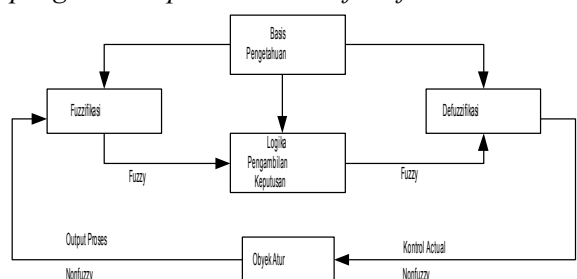 Basis
Pengetahuan
Fuzzifikasi
Defuzzifikasi
Logika
Pengambilan
Keputusan
Fuzzy
Fuzzy
Output Proses
Nonfuzzy
Obyek Atur
Kontrol Actual
Nonfuzzy